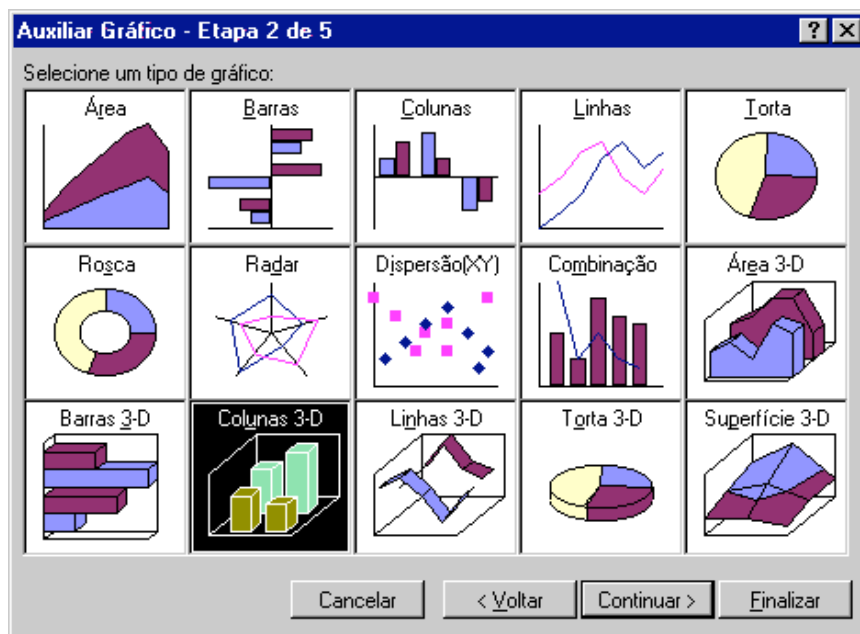 Auxiliar Gráfico - Etapa 2 de 5
Selecione um tipo de gráfico:
Área Barras Colunas Linhas Torta
Rosca Radar Dispersão(XY) Combinação Área 3-D
Barras 3-D Colunas 3-D Linhas 3-D Torta 3-D Superfície 3-D
Cancelar < Voltar Continuar > Finalizar